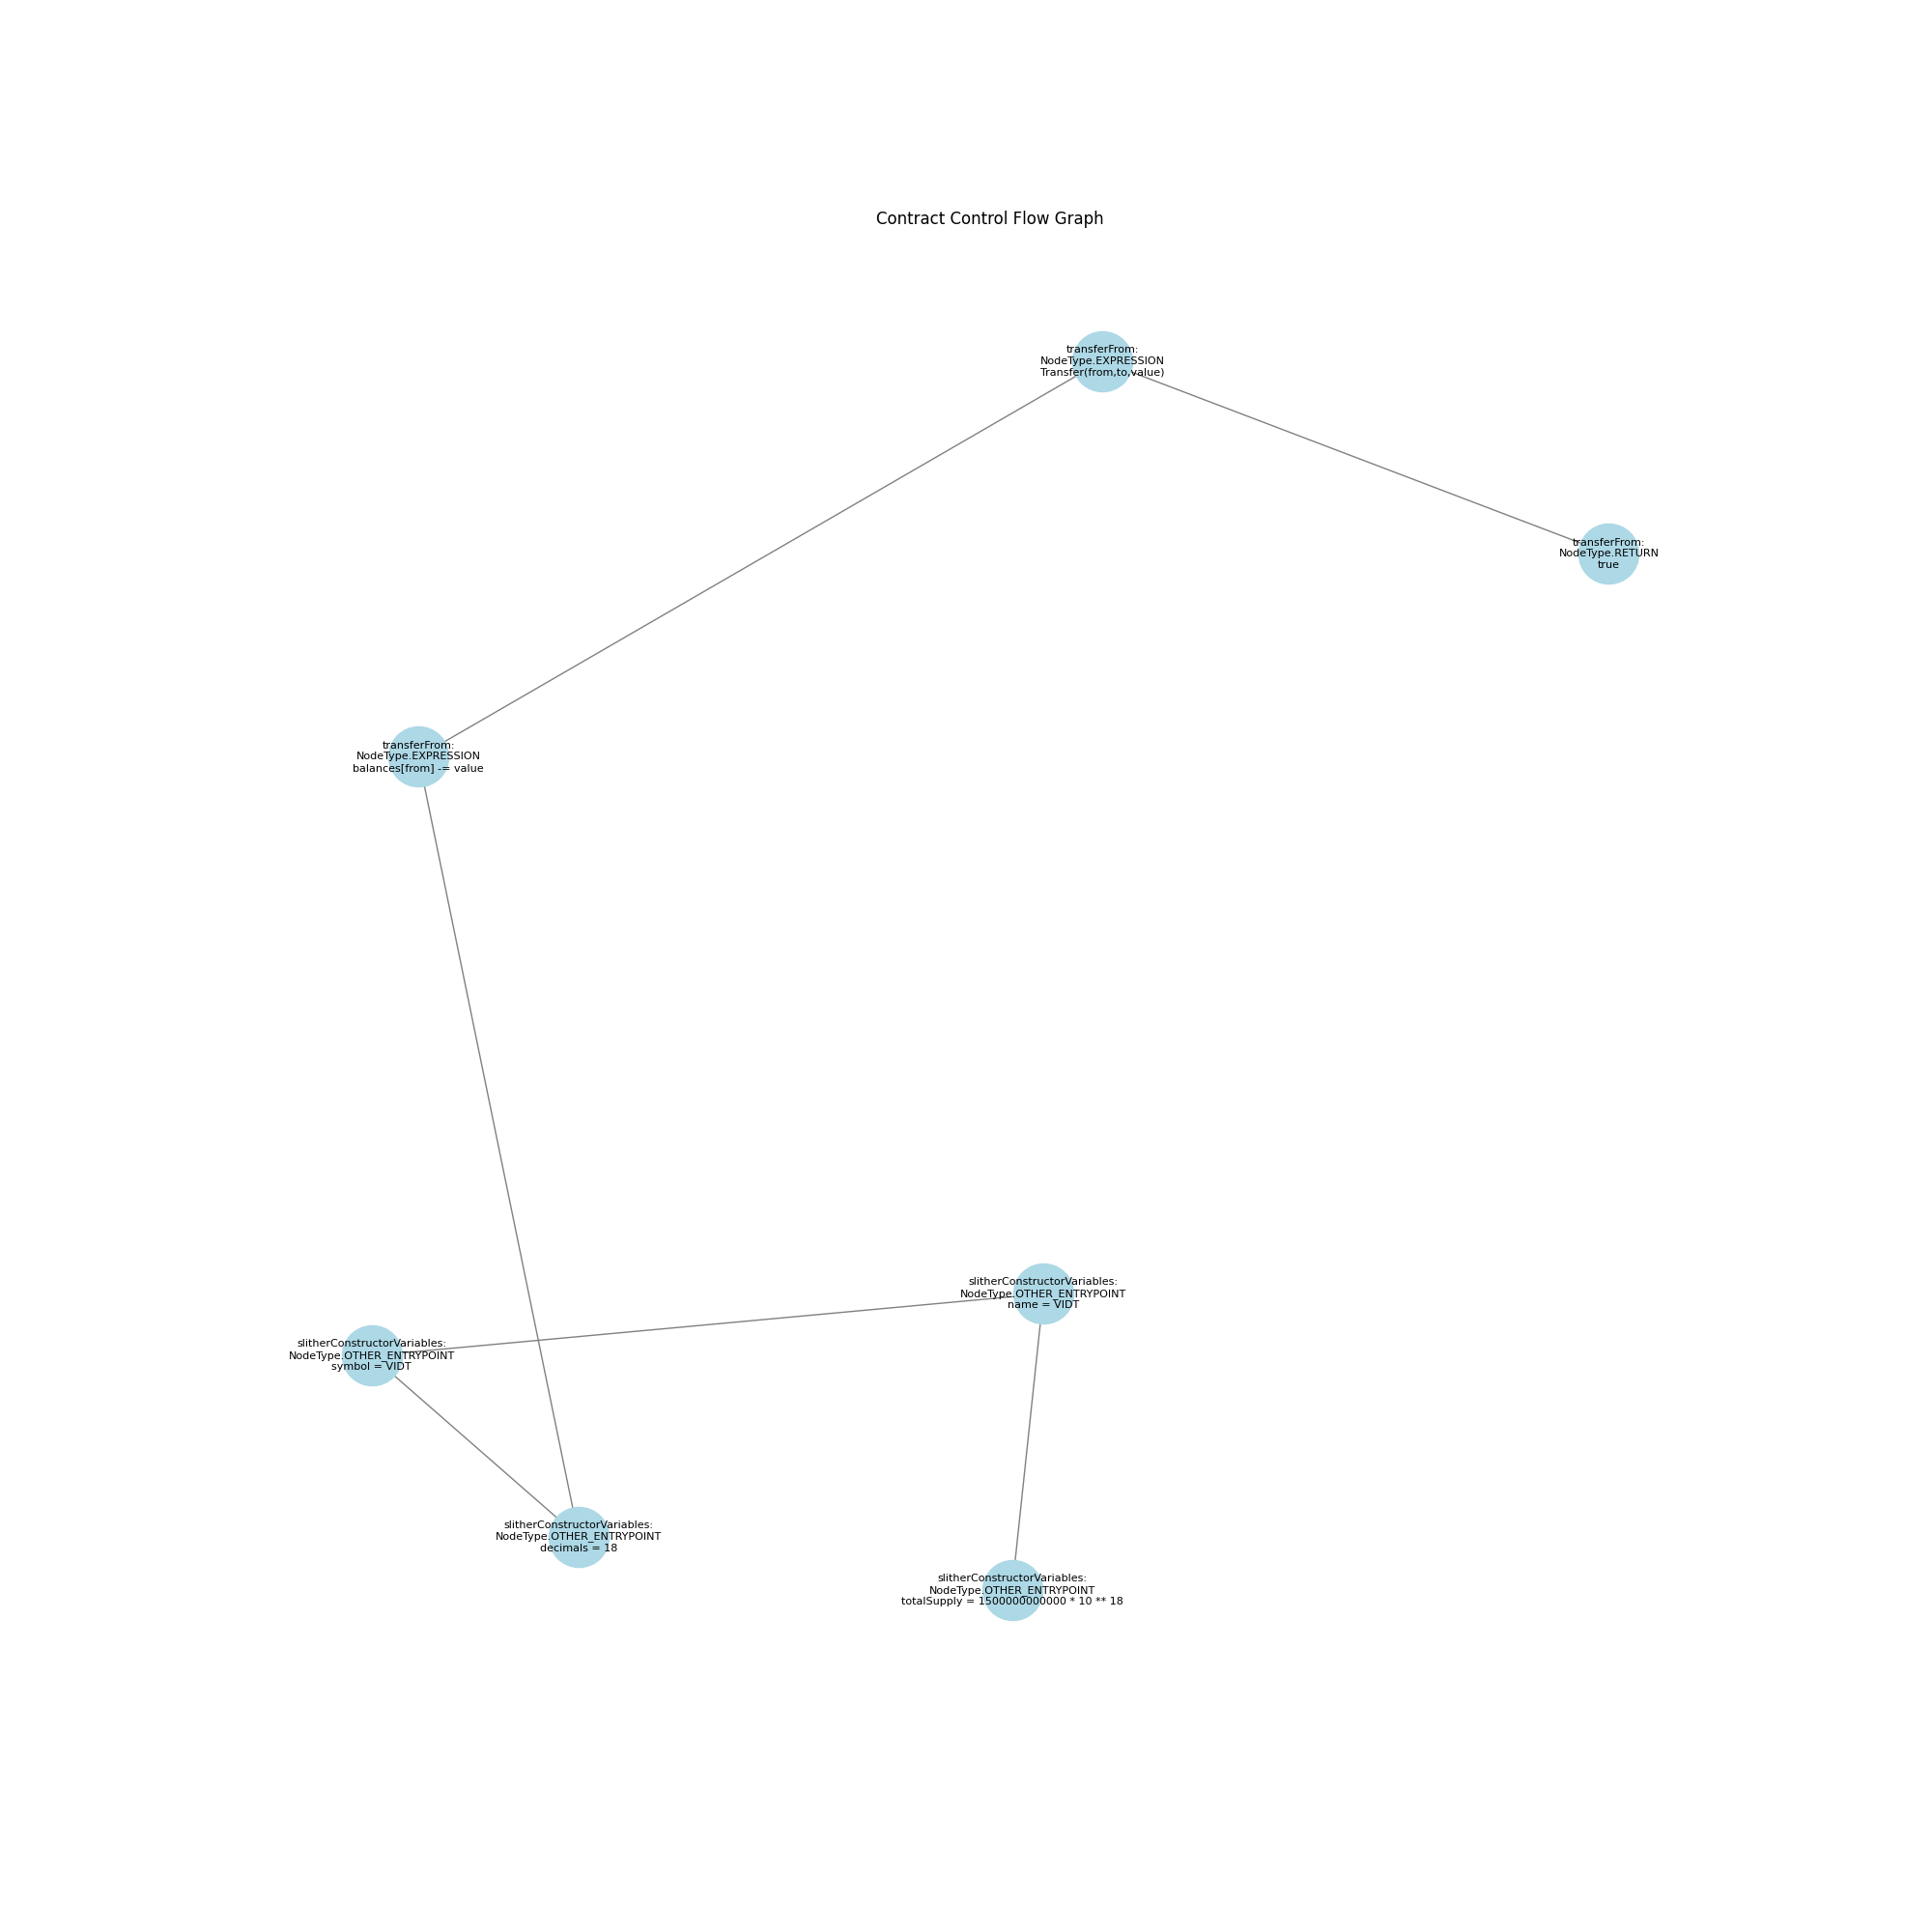 Contract Control Flow Graph
transferFrom:
NodeType.EXPRESSION
Transfer(from,to,value)
transferFrom:
NodeType.RETURN
true
transferFrom:
NodeType.EXPRESSION
balances[from] -= value
slitherConstructorVariables:
NodeType.OTHER_ENTRYPOINT
name = VIDT
slitherConstructorVariables:
NodeType.OTHER_ENTRYPOINT
symbol = VIDT
slitherConstructorVariables:
NodeType.OTHER_ENTRYPOINT
decimals = 18
slitherConstructorVariables:
NodeType.OTHER_ENTRYPOINT
totalSupply = 1500000000000 * 10 ** 18